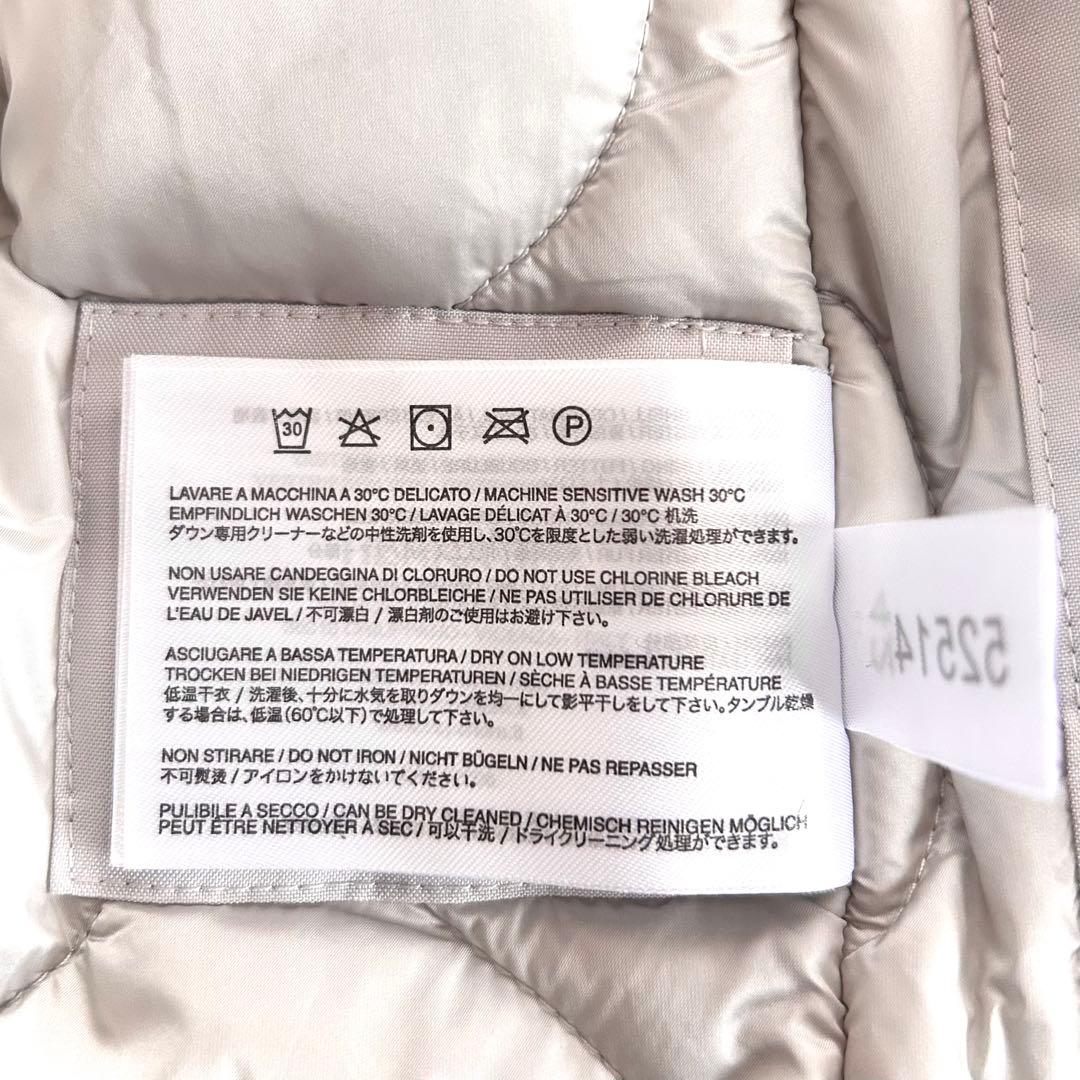 30
P
LAVARE A MACCHINA A 30°C DELICATO / MACHINE SENSITIVE WASH 30°C
EMPFINDLICH WASCHEN 30°C / LAVAGE DÉLICAT À 30°C / 30°C 机洗
ダウン専用クリーナーなどの中性洗剤を使用し、30℃を限度とした弱い洗濯処理ができます。
NON USARE CANDEGGINA DI CLORURO / DO NOT USE CHLORINE BLEACH
VERWENDEN SIE KEINE CHLORBLEICHE / NE PAS UTILISER DE CHLORURE DE
L'EAU DE JAVEL / 不可漂白 / 漂白剤のご使用はお避け下さい。
ASCIUGARE A BASSA TEMPERATURA / DRY ON LOW TEMPERATURE
TROCKEN BEI NIEDRIGEN TEMPERATUREN / SÈCHE À BASSE TEMPÉRATURE
低温干衣 / 洗濯後、十分に水気を取りダウンを均一にして影平干しをして下さい。タンブル乾燥
する場合は、低温(60℃以下)で処理して下さい。
NON STIRARE / DO NOT IRON / NICHT BÜGELN / NE PAS REPASSER
不可熨烫 / アイロンをかけないでください。
PULIBILE A SECCO / CAN BE DRY CLEANED / CHEMISCH REINIGEN MÖGLICH
PEUT ÊTRE NETTOYER À SEC / 可以干洗 / ドライクリーニング処理ができます。
52514